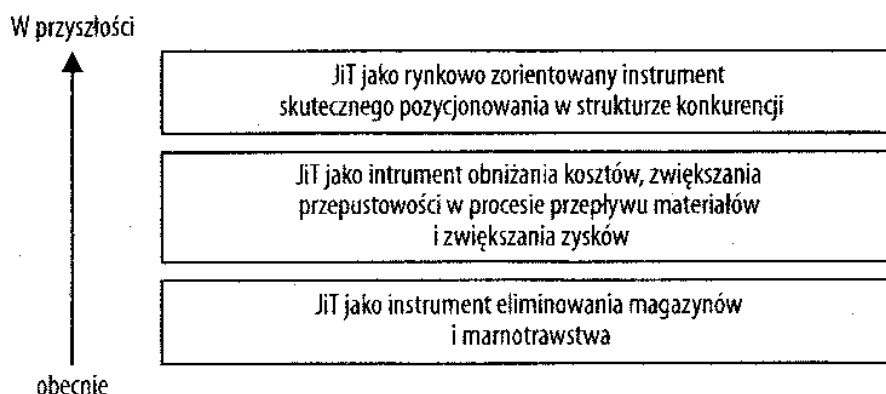 W przyszłości
JiT jako rynkowo zorientowany instrument
skutecznego pozycjonowania w strukturze konkurencji
JiT jako intrument obniżania kosztów, zwiększania
przepustowości w procesie przepływu materiałów
i zwiększania zysków
JiT jako instrument eliminowania magazynów
i marnotrawstwa
obecnie